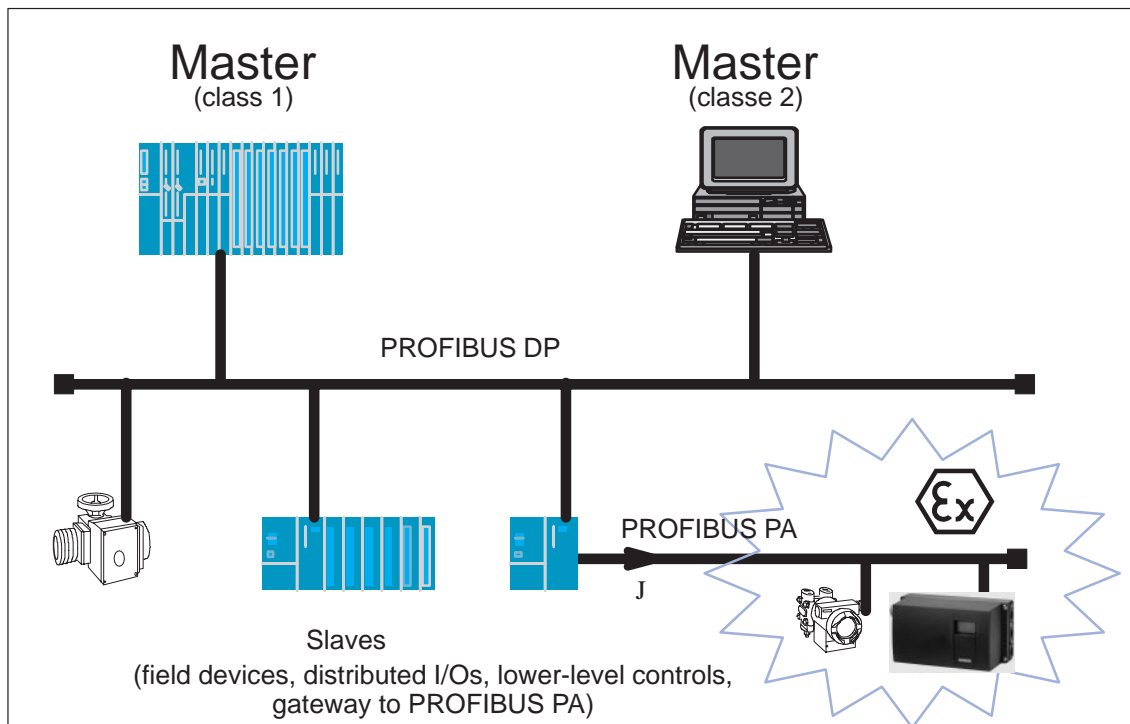 Master
(class 1)
Master
(classe 2)
PROFIBUS DP
PROFIBUS PA
J
Ex
Slaves
(field devices, distributed I/Os, lower-level controls,
gateway to PROFIBUS PA)